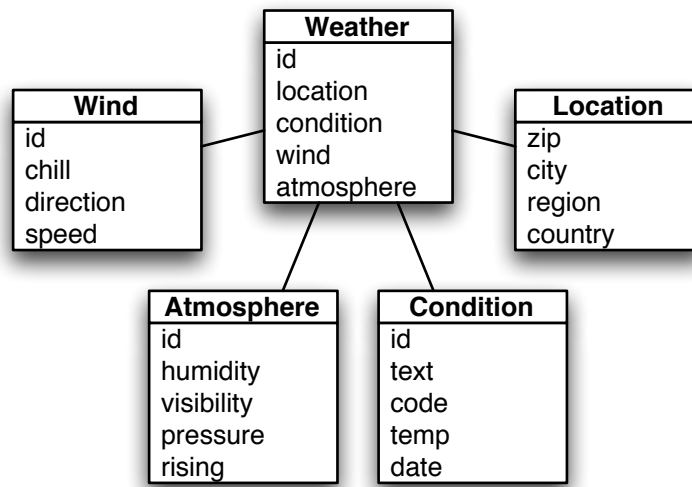 Weather
id
location
condition
wind
atmosphere
Wind
id
chill
direction
speed
Location
zip
city
region
country
Atmosphere
id
humidity
visibility
pressure
rising
Condition
id
text
code
temp
date